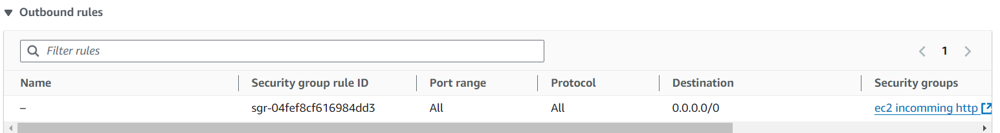 Outbound rules
Filter rules
1
Name Security group rule ID Port range Protocol Destination Security groups
– sgr-04fef8cf616984dd3 All All 0.0.0.0/0 ec2 incomming http